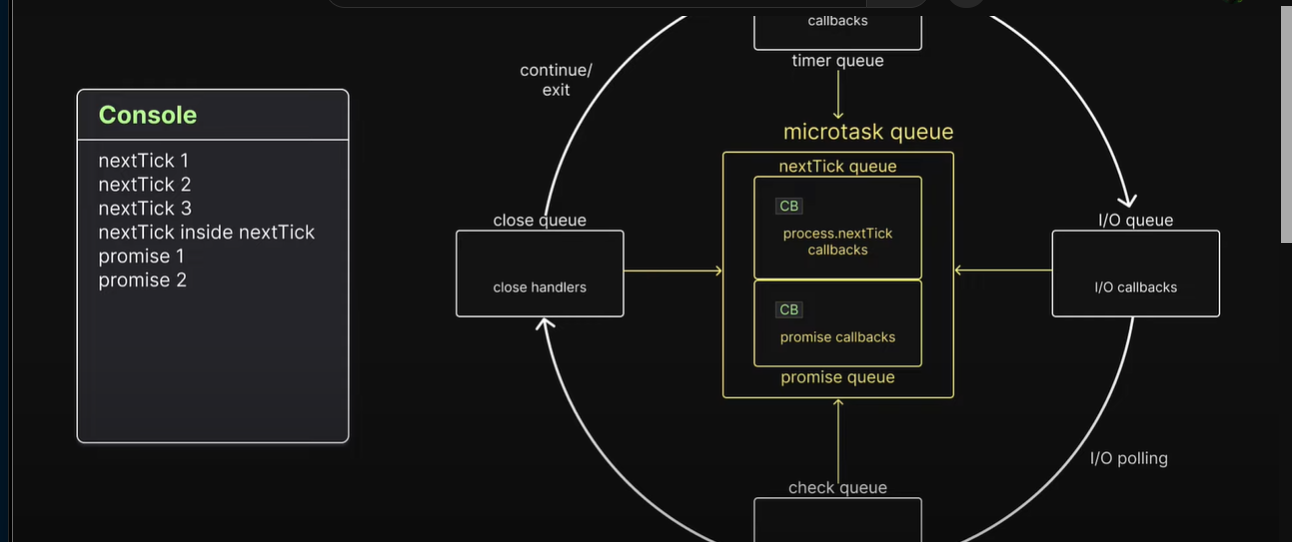 Console
nextTick 1
nextTick 2
nextTick 3
nextTick inside nextTick
promise 1
promise 2
continue/
exit
callbacks
timer queue
microtask queue
nextTick queue
CB
process.nextTick
callbacks
CB
promise callbacks
promise queue
close queue
close handlers
I/O queue
I/O callbacks
I/O polling
check queue